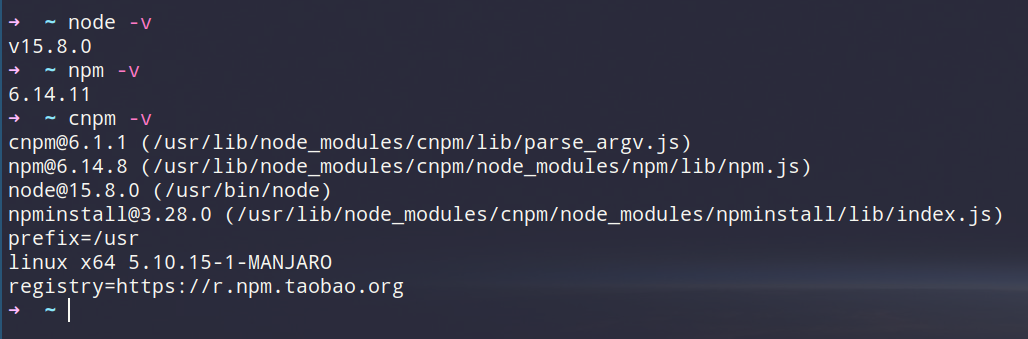 ➜  ~ node -v
v15.8.0
➜  ~ npm -v
6.14.11
➜  ~ cnpm -v
cnpm@6.1.1 (/usr/lib/node_modules/cnpm/lib/parse_argv.js)
npm@6.14.8 (/usr/lib/node_modules/cnpm/node_modules/npm/lib/npm.js)
node@15.8.0 (/usr/bin/node)
npminstall@3.28.0 (/usr/lib/node_modules/cnpm/node_modules/npminstall/lib/index.js)
prefix=/usr
linux x64 5.10.15-1-MANJARO
registry=https://r.npm.taobao.org
➜  ~